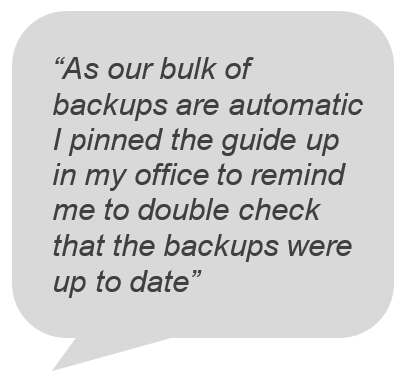 “As our bulk of
backups are automatic
I pinned the guide up
in my office to remind
me to double check
that the backups were
up to date”